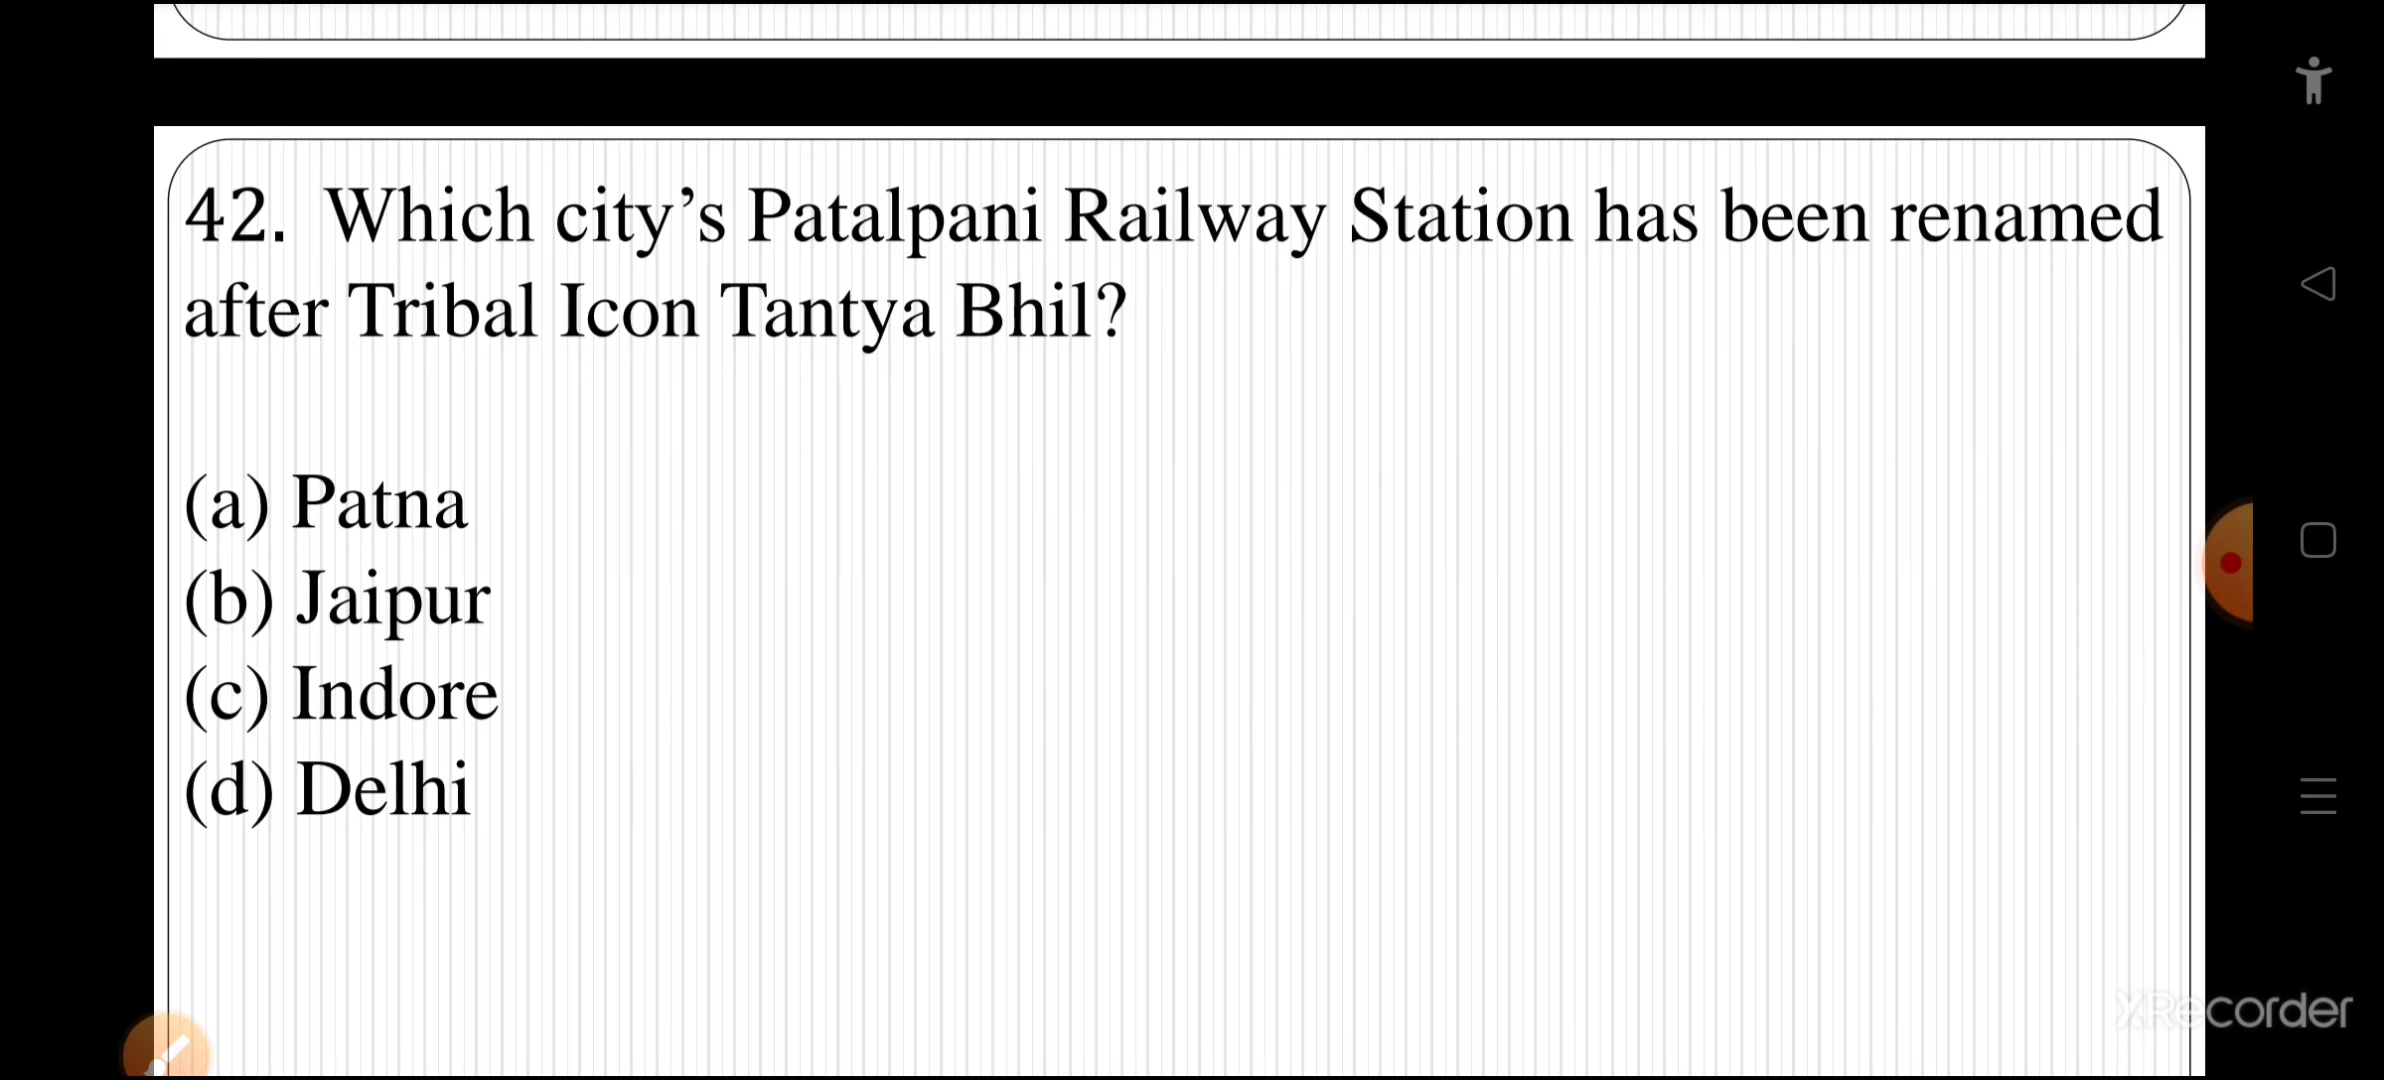 42. Which city’s Patalpani Railway Station has been renamed
after Tribal Icon Tantya Bhil?
(a) Patna
(b) Jaipur
(c) Indore
(d) Delhi
XRecorder